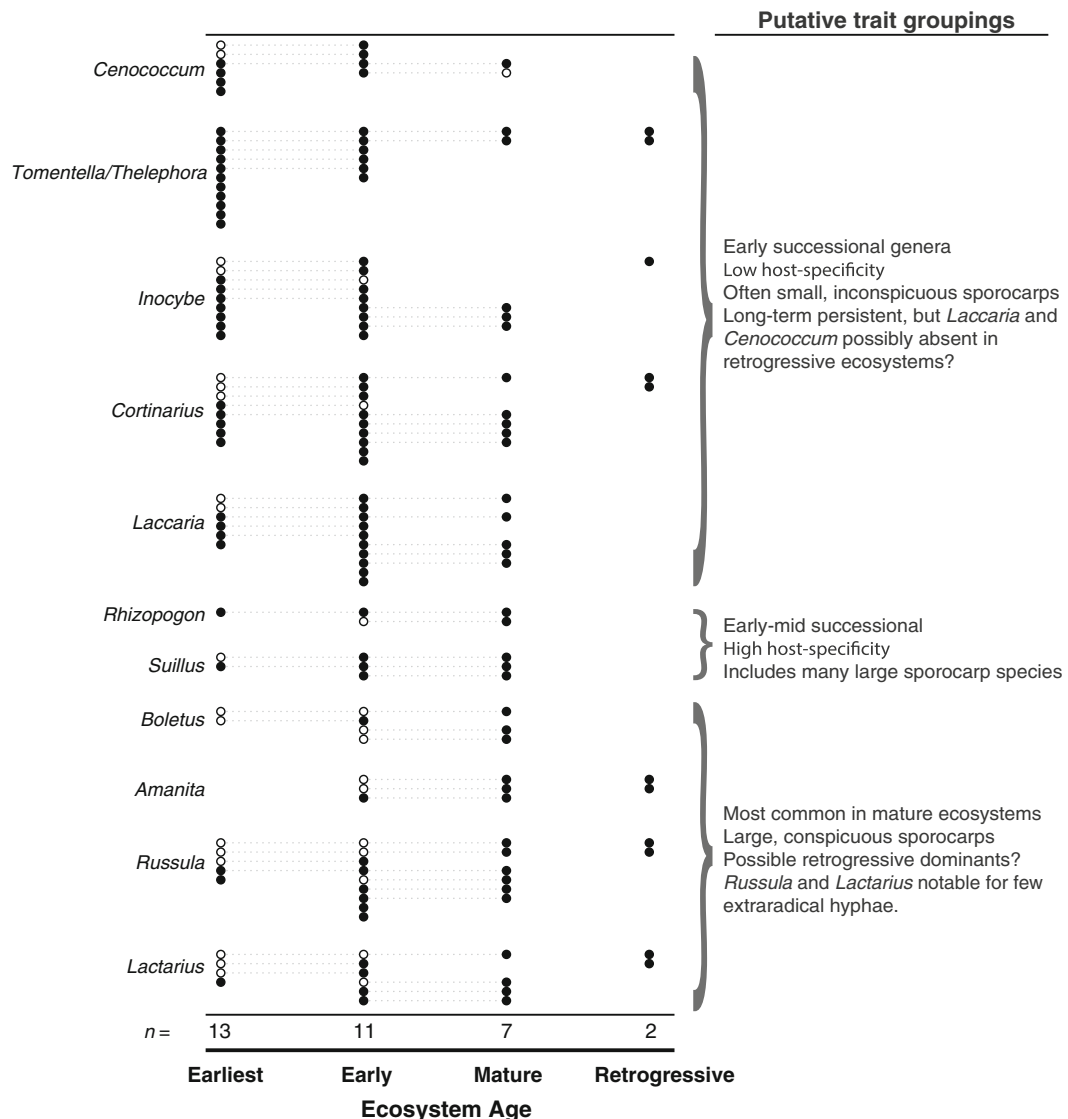 Putative trait groupings
Cenococcum
Tomentella/Thelephora
Inocybe
Cortinarius
Laccaria
Early successional genera
Low host-specificity
Often small, inconspicuous sporocarps
Long-term persistent, but Laccaria and
Cenococcum possibly absent in
retrogressive ecosystems?
Rhizopogon
Suillus
Early-mid successional
High host-specificity
Includes many large sporocarp species
Boletus
Amanita
Russula
Lactarius
Most common in mature ecosystems
Large, conspicuous sporocarps
Possible retrogressive dominants?
Russula and Lactarius notable for few
extraradical hyphae.
n = 13 11 7 2
Earliest Early Mature Retrogressive
Ecosystem Age